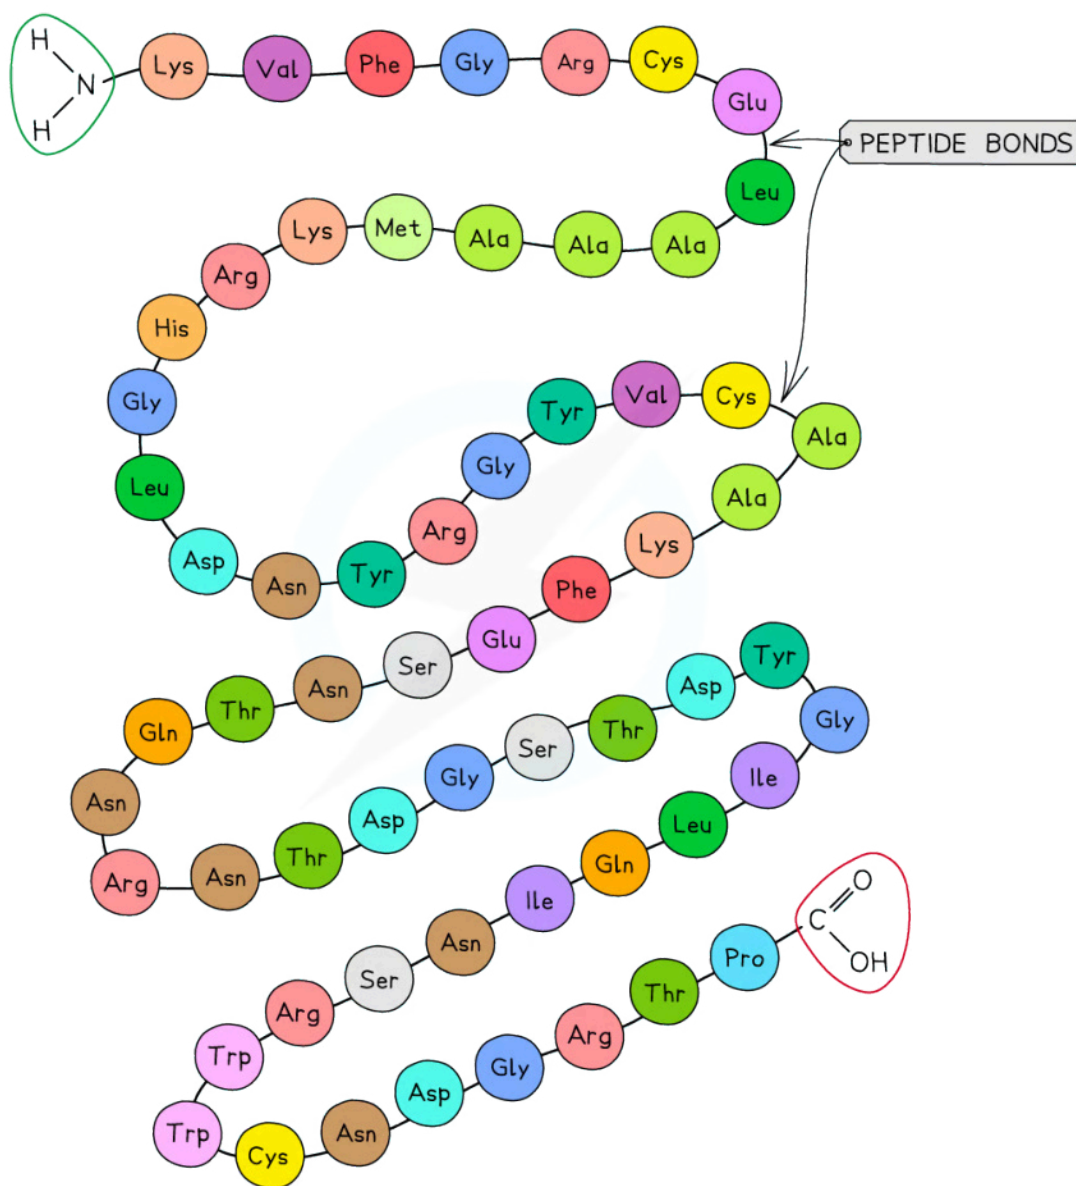 H
N
H
Lys Val Phe Gly Arg Cys Glu
PEPTIDE BONDS
Leu
Ala Ala Ala Met Lys Arg His Gly Leu Asp Asn Tyr Arg Gly Tyr Val Cys Ala
Ala Lys Phe Glu Ser Asn Thr Gln Asn Arg
Asn Thr Asp Gly Ser Thr Asp Tyr Gly
Ile Leu Gln Ile Asn Ser Arg Trp Trp
Cys Asn Asp Gly Arg Thr Pro
C
O
OH